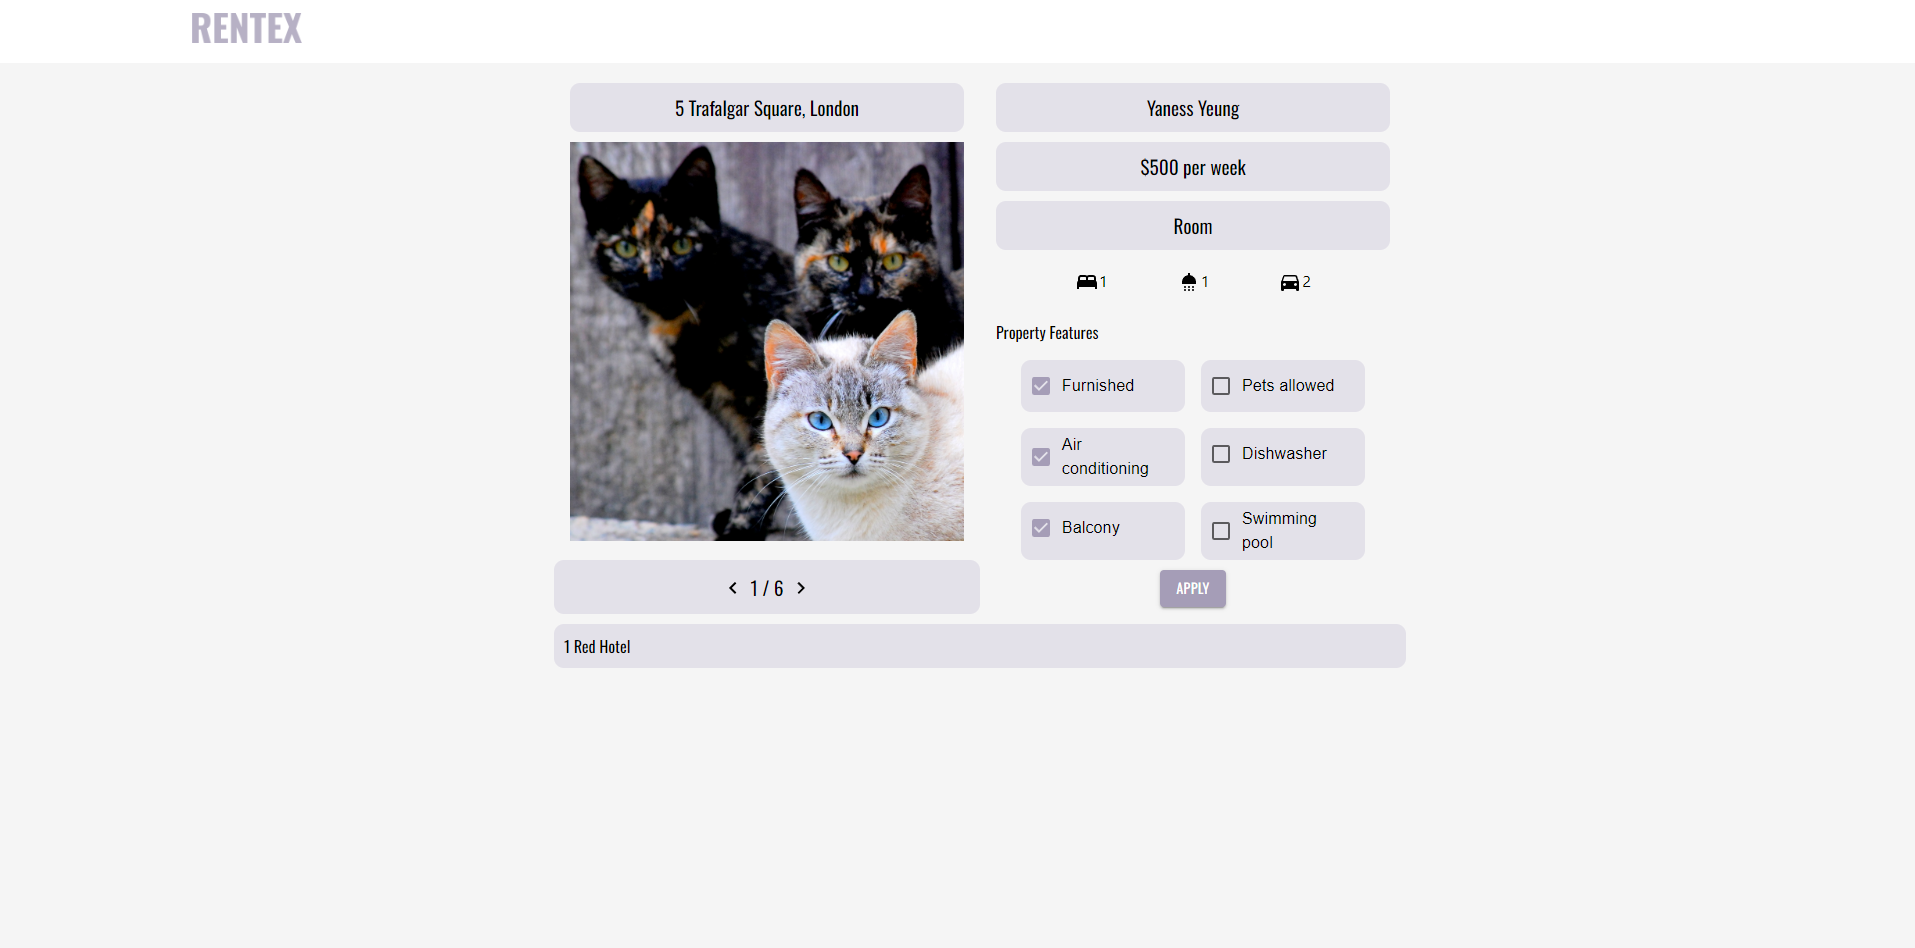 RENTEX
5 Trafalgar Square, London
Yaness Yeung
$500 per week
Room
1
1
2
Property Features
Furnished
Pets allowed
Air
conditioning
Dishwasher
Balcony
Swimming
pool
1 / 6
APPLY
1 Red Hotel